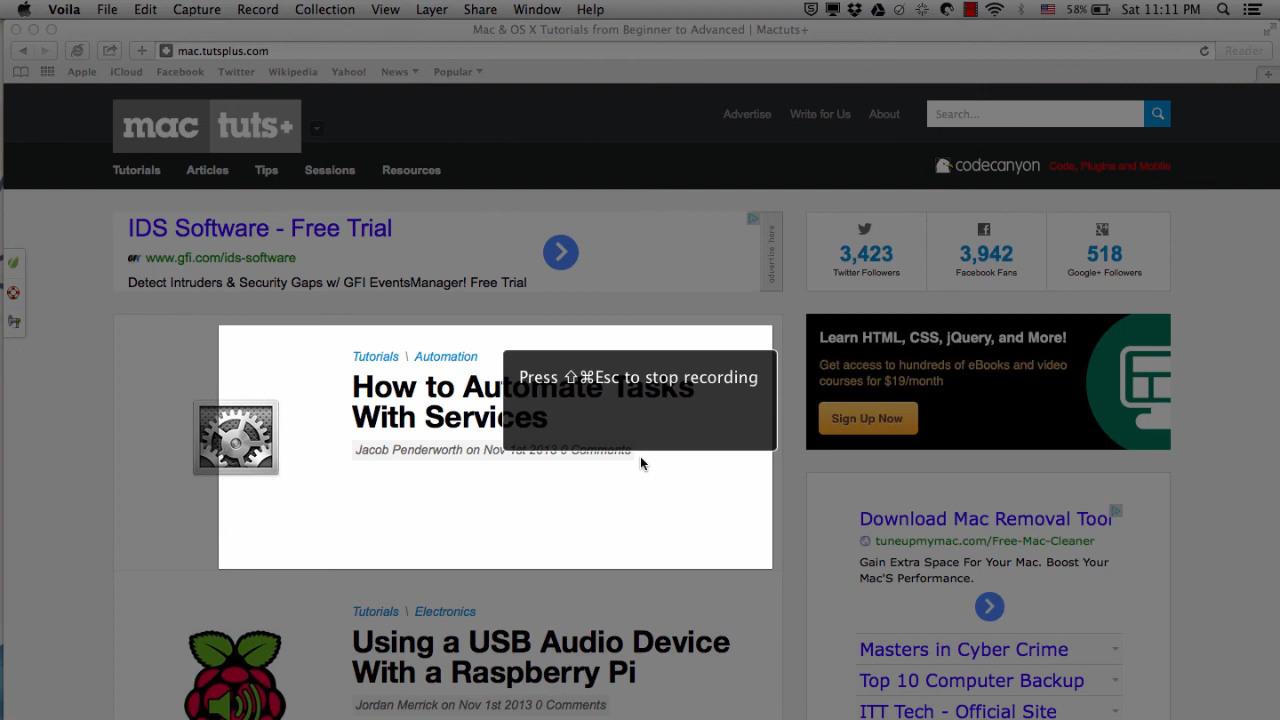 Voila File Edit Capture Record Collection View Layer Share Window Help 58% Sat 11:11 PM
Mac & OS X Tutorials from Beginner to Advanced | Mactuts+
mac.tutsplus.com Reader
Apple iCloud Facebook Twitter Wikipedia Yahoo! News Popular
mac tuts+
Advertise Write for Us About Search...
Tutorials Articles Tips Sessions Resources
codecanyon Code, Plugins and Mobile
IDS Software - Free Trial
GFI www.gfi.com/ids-software
Detect Intruders & Security Gaps w/ GFI EventsManager! Free Trial
advertise here
3,423 3,942 518
Twitter Followers Facebook Fans Google+ Followers
Tutorials \ Automation
How to Automate Tasks
With Services
Jacob Penderworth on Nov 1st 2013 0 Comments
Press ⇧⌘Esc to stop recording
Learn HTML, CSS, jQuery, and More!
Get access to hundreds of eBooks and video
courses for $19/month
Sign Up Now
Download Mac Removal Tool
tuneupmymac.com/Free-Mac-Cleaner
Gain Extra Space For Your Mac. Boost Your
Mac'S Performance.
Tutorials \ Electronics
Using a USB Audio Device
With a Raspberry Pi
Jordan Merrick on Nov 1st 2013 0 Comments
Masters in Cyber Crime
Top 10 Computer Backup
ITT Tech - Official Site